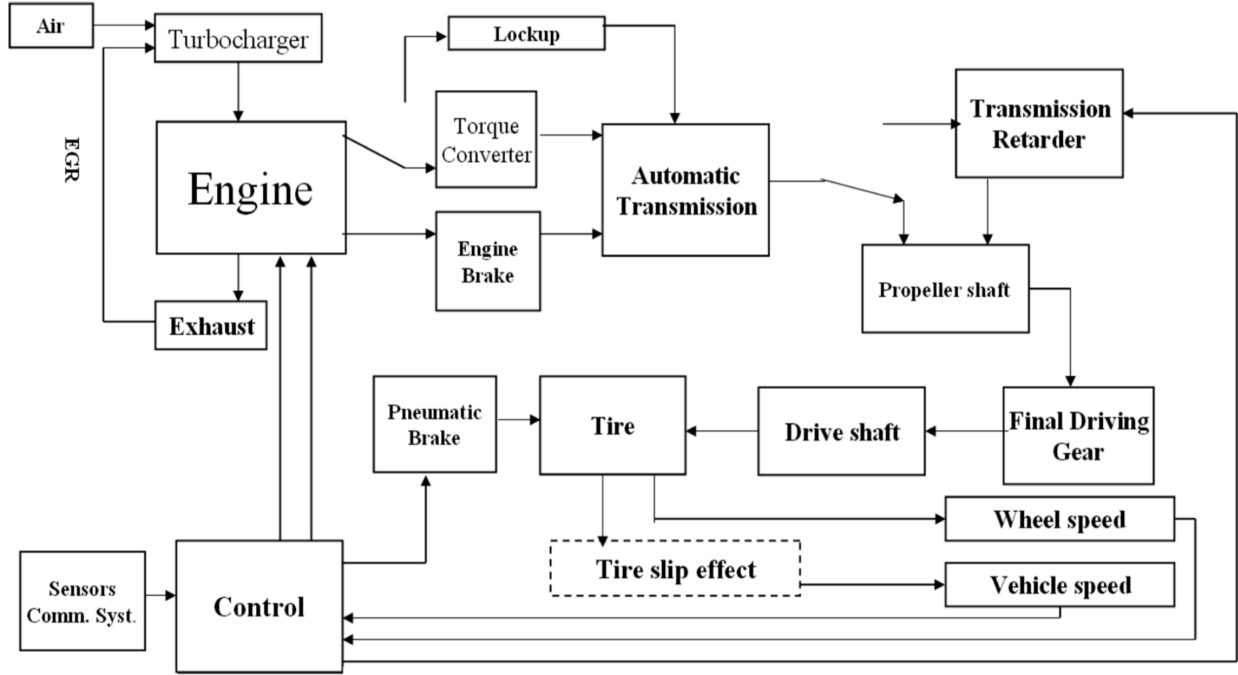 Air
Turbocharger
Lockup
EGR
Engine
Torque
Converter
Automatic
Transmission
Transmission
Retarder
Engine
Brake
Propeller shaft
Exhaust
Pneumatic
Brake
Tire
Drive shaft
Final Driving
Gear
Wheel speed
Tire slip effect
Vehicle speed
Sensors
Comm. Syst.
Control